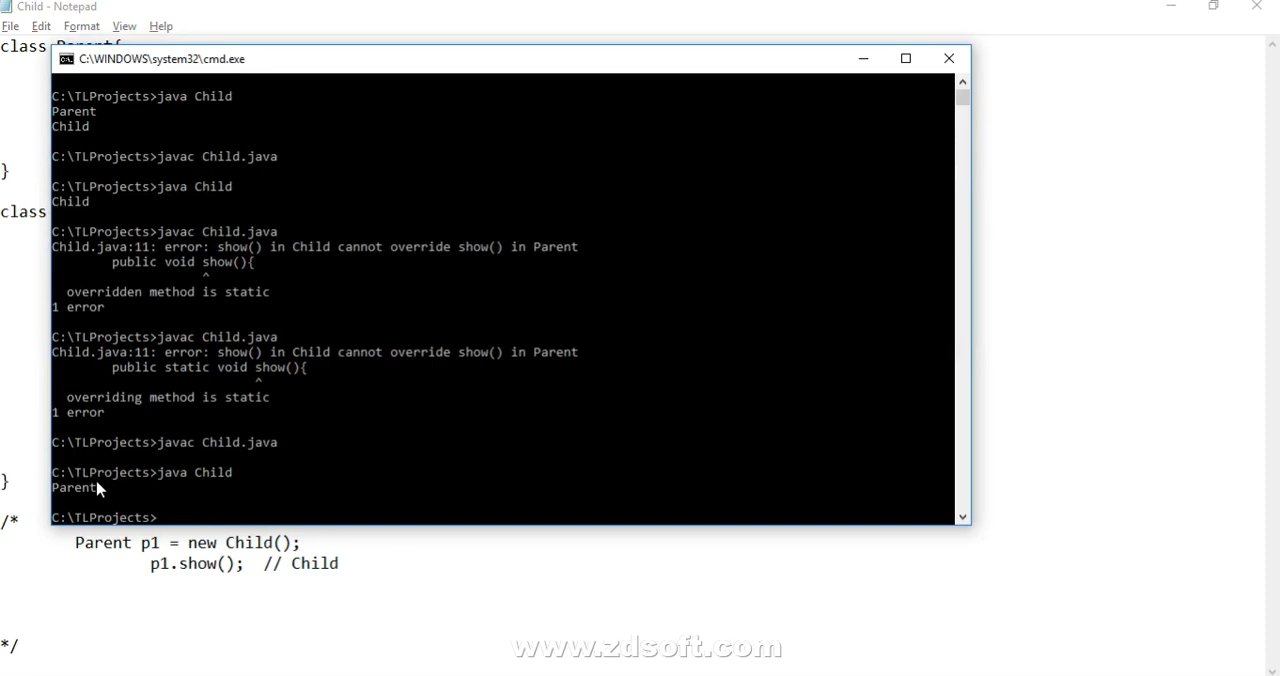 Child - Notepad
File Edit Format View Help
class Parent{
C:\WINDOWS\system32\cmd.exe
C:\TLProjects>java Child
Parent
Child
C:\TLProjects>javac Child.java
}
C:\TLProjects>java Child
Child
class
C:\TLProjects>javac Child.java
Child.java:11: error: show() in Child cannot override show() in Parent
public void show(){
^
overridden method is static
1 error
C:\TLProjects>javac Child.java
Child.java:11: error: show() in Child cannot override show() in Parent
public static void show(){
^
overriding method is static
1 error
C:\TLProjects>javac Child.java
C:\TLProjects>java Child
}
Parent
C:\TLProjects>
/*
Parent p1 = new Child();
p1.show(); // Child
*/
www.zdsoft.com